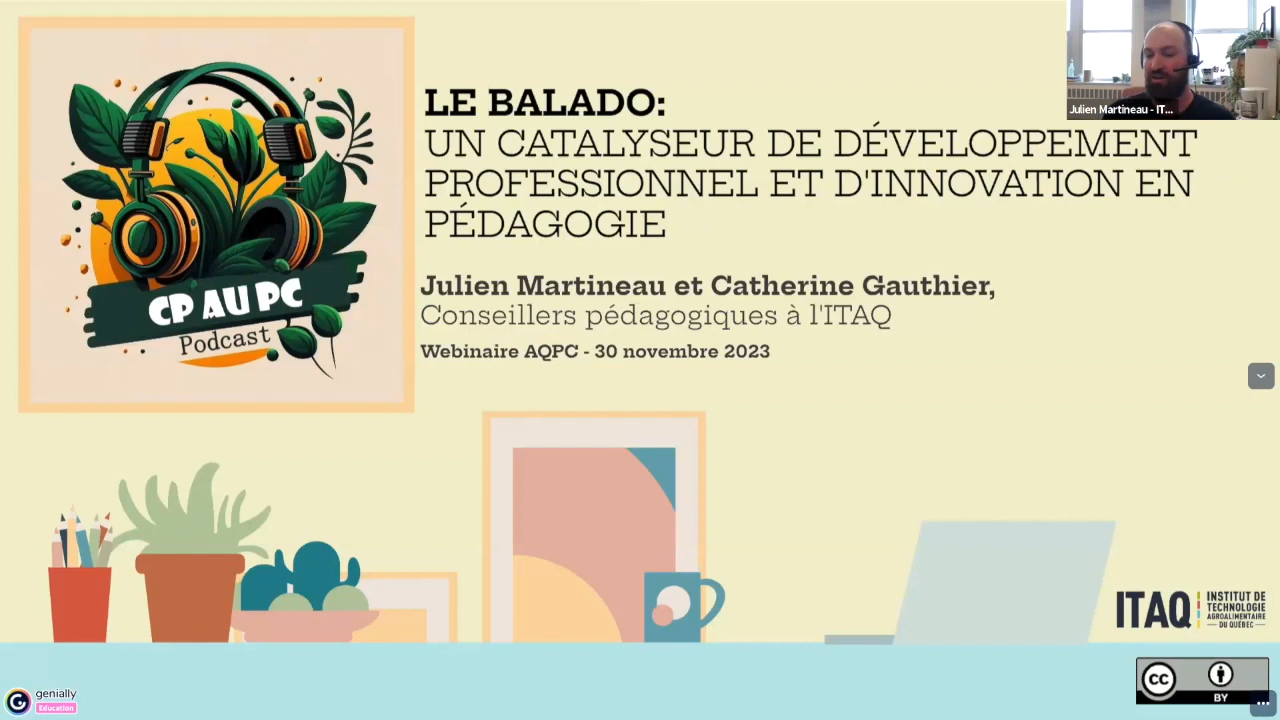 LE BALADO:
UN CATALYSEUR DE DÉVELOPPEMENT
PROFESSIONNEL ET D'INNOVATION EN
PÉDAGOGIE
Julien Martineau et Catherine Gauthier,
Conseillers pédagogiques à l'ITAQ
Webinaire AQPC - 30 novembre 2023
CP AU PC
Podcast
Julien Martineau - IT...
ITAQ
INSTITUT DE
TECHNOLOGIE
AGROALIMENTAIRE
DU QUÉBEC
cc
BY
G
genially
Education